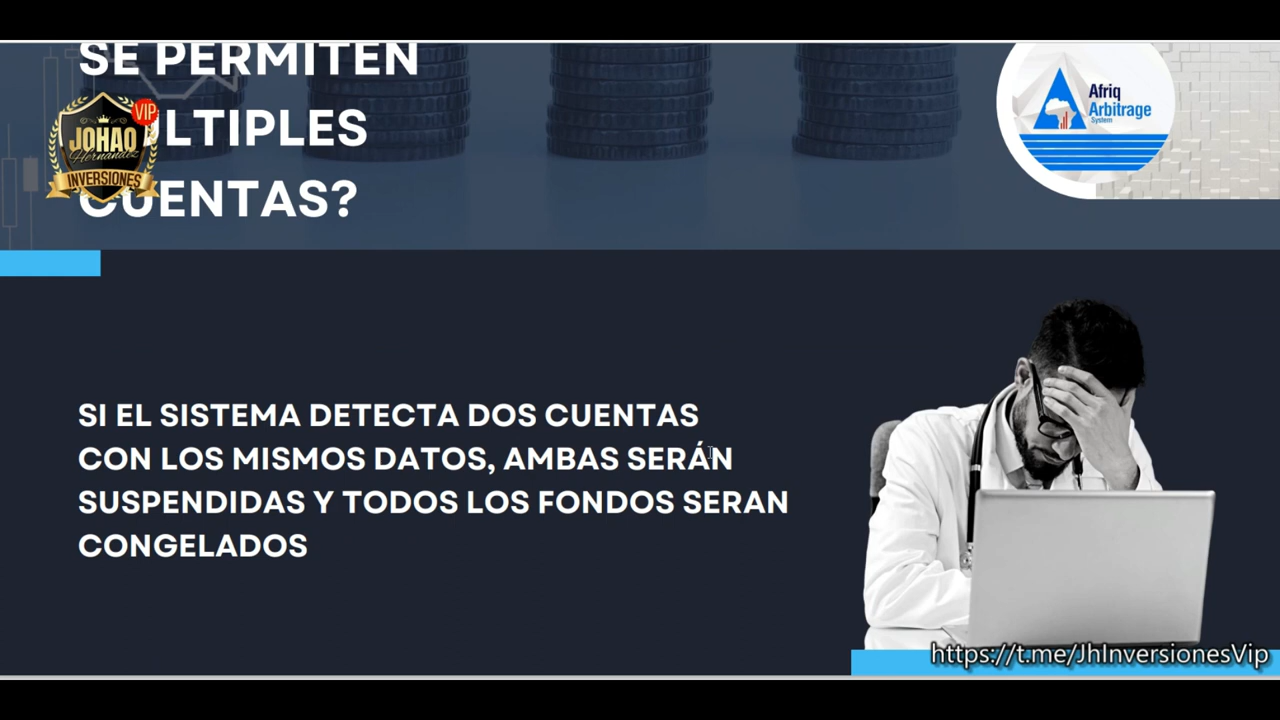 SE PERMITEN
LTIPLES
CUENTAS?
VIP
JOHAO
Hernandez
INVERSIONES
Afriq
Arbitrage
System
SI EL SISTEMA DETECTA DOS CUENTAS
CON LOS MISMOS DATOS, AMBAS SERÁN
SUSPENDIDAS Y TODOS LOS FONDOS SERAN
CONGELADOS
https://t.me/JhInversionesVip